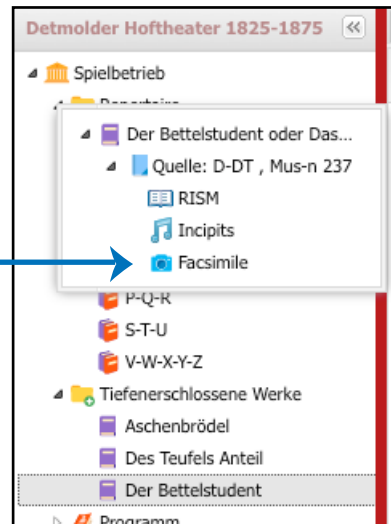 Detmolder Hoftheater 1825-1875
Spielbetrieb
Repertoire
Der Bettelstudent oder Das...
Quelle: D-DT , Mus-n 237
RISM
Incipits
Facsimile
P-Q-R
S-T-U
V-W-X-Y-Z
Tiefenerschlossene Werke
Aschenbrödel
Des Teufels Anteil
Der Bettelstudent
Programm